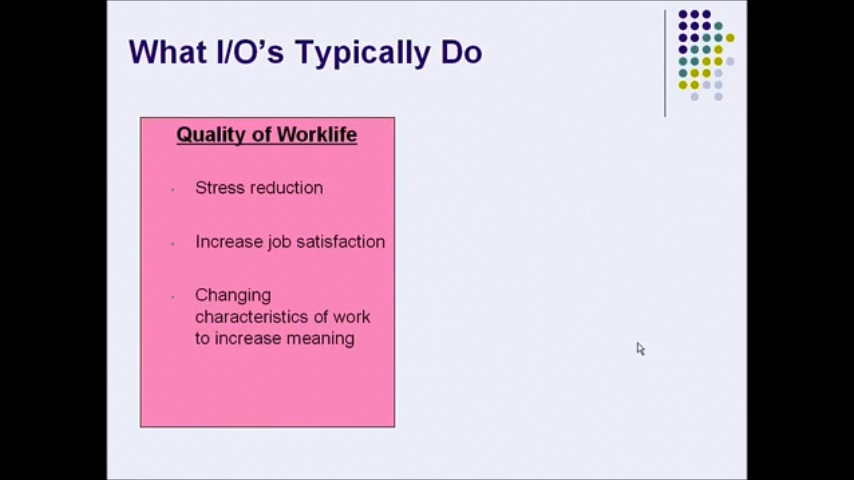 What I/O's Typically Do
Quality of Worklife
Stress reduction
Increase job satisfaction
Changing
characteristics of work
to increase meaning